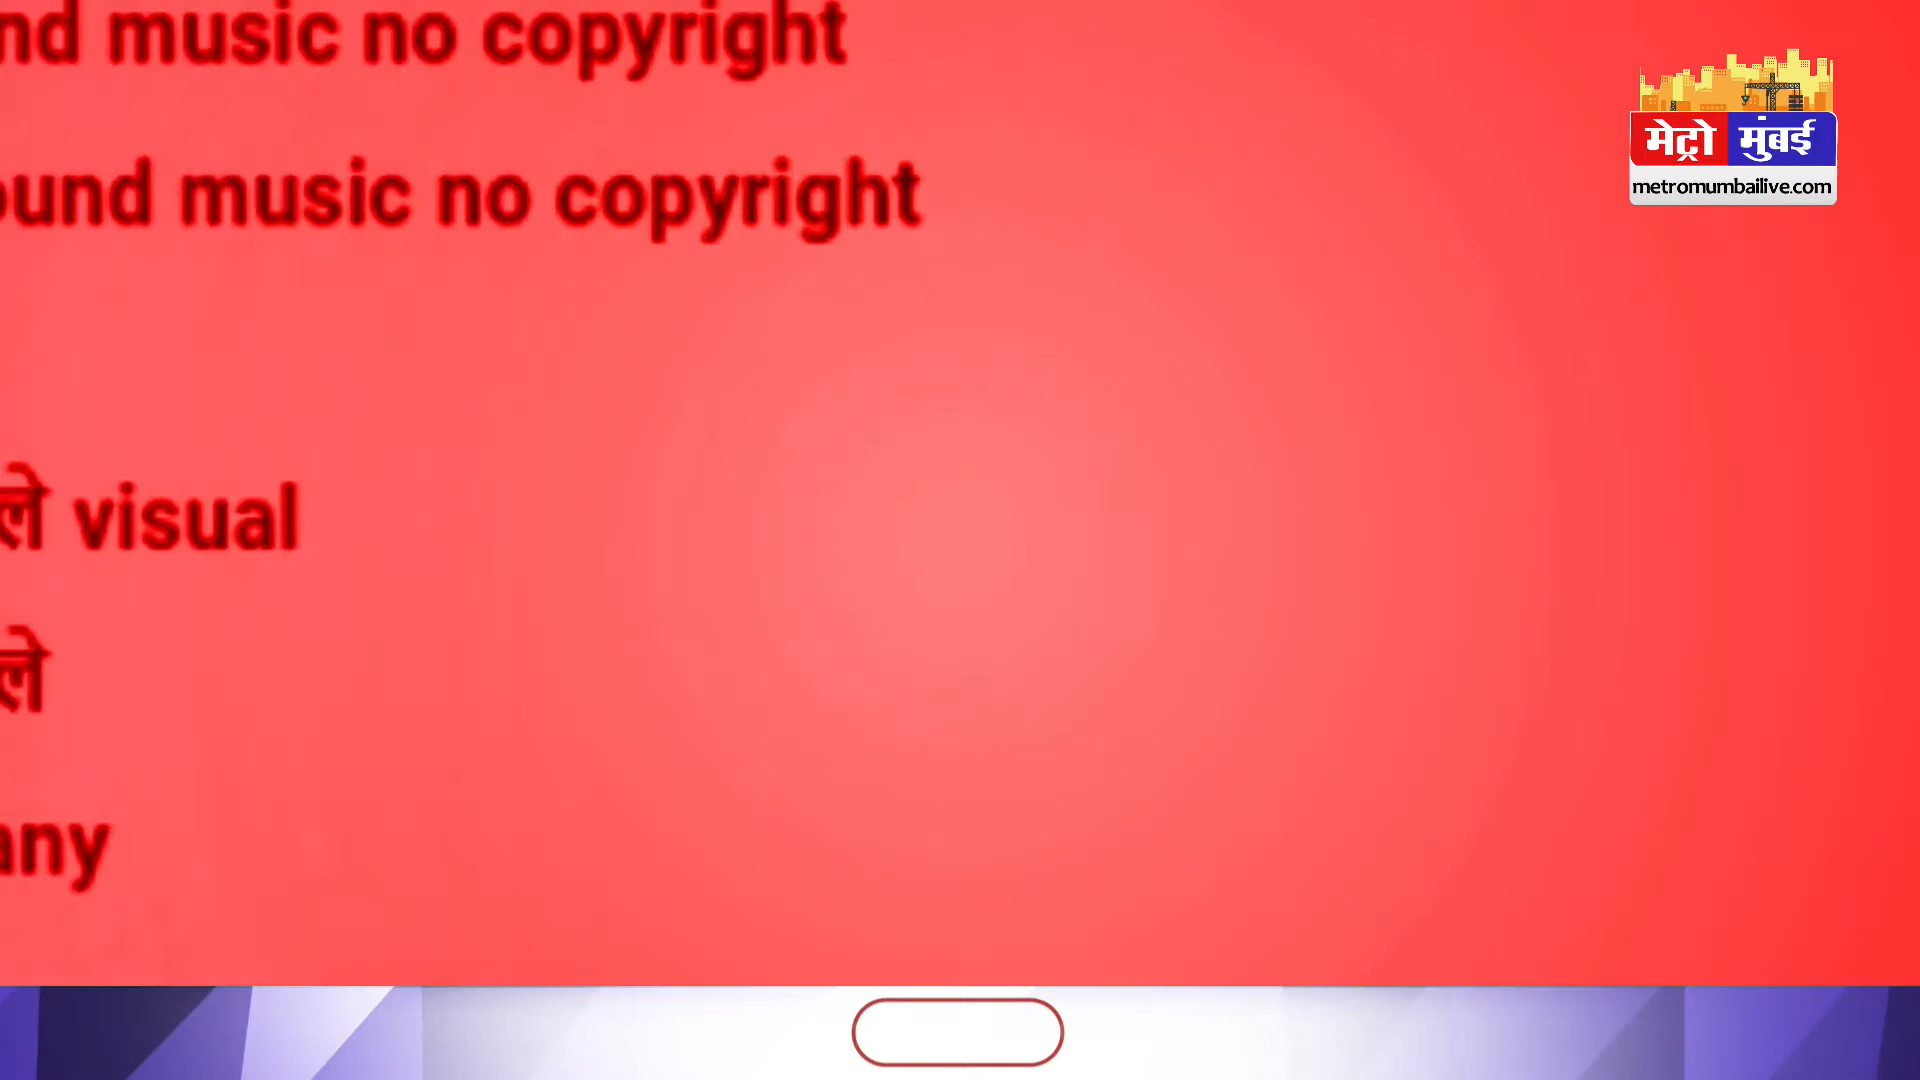 nd music no copyright
ound music no copyright
ले visual
ले
any
मेट्रो मुंबई
metromumbailive.com